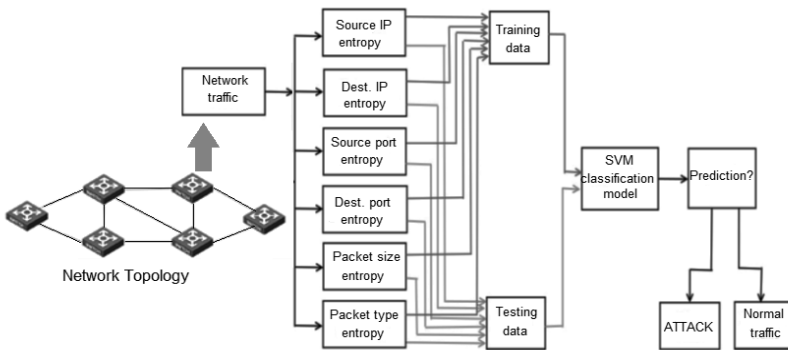 Source IP
entropy
Training
data
Network
traffic
Dest. IP
entropy
Source port
entropy
SVM
classification
model
Prediction?
Dest. port
entropy
Network Topology
Packet size
entropy
Packet type
entropy
Testing
data
ATTACK
Normal
traffic